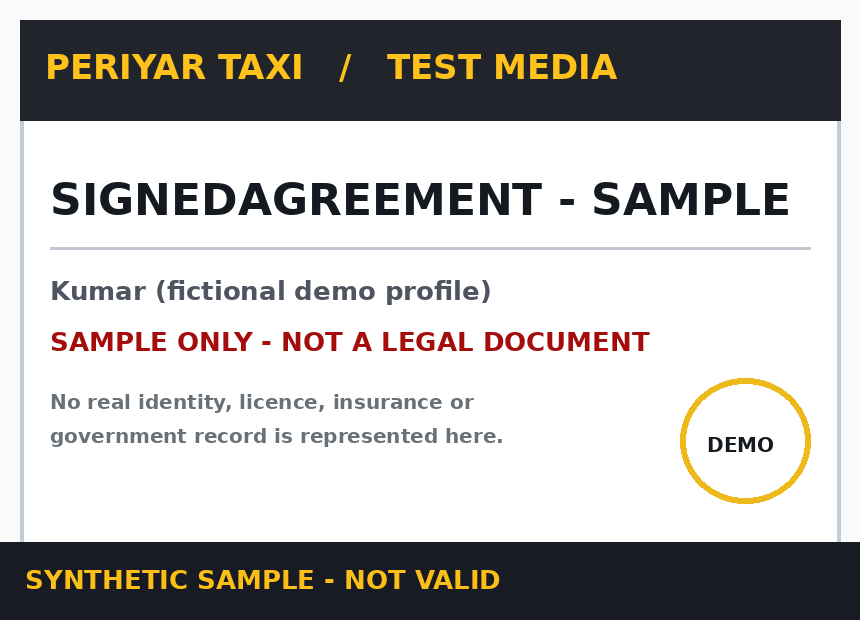 PERIYAR TAXI / TEST MEDIA
SIGNEDAGREEMENT - SAMPLE
Kumar (fictional demo profile)
SAMPLE ONLY - NOT A LEGAL DOCUMENT
No real identity, licence, insurance or
government record is represented here.
DEMO
SYNTHETIC SAMPLE - NOT VALID